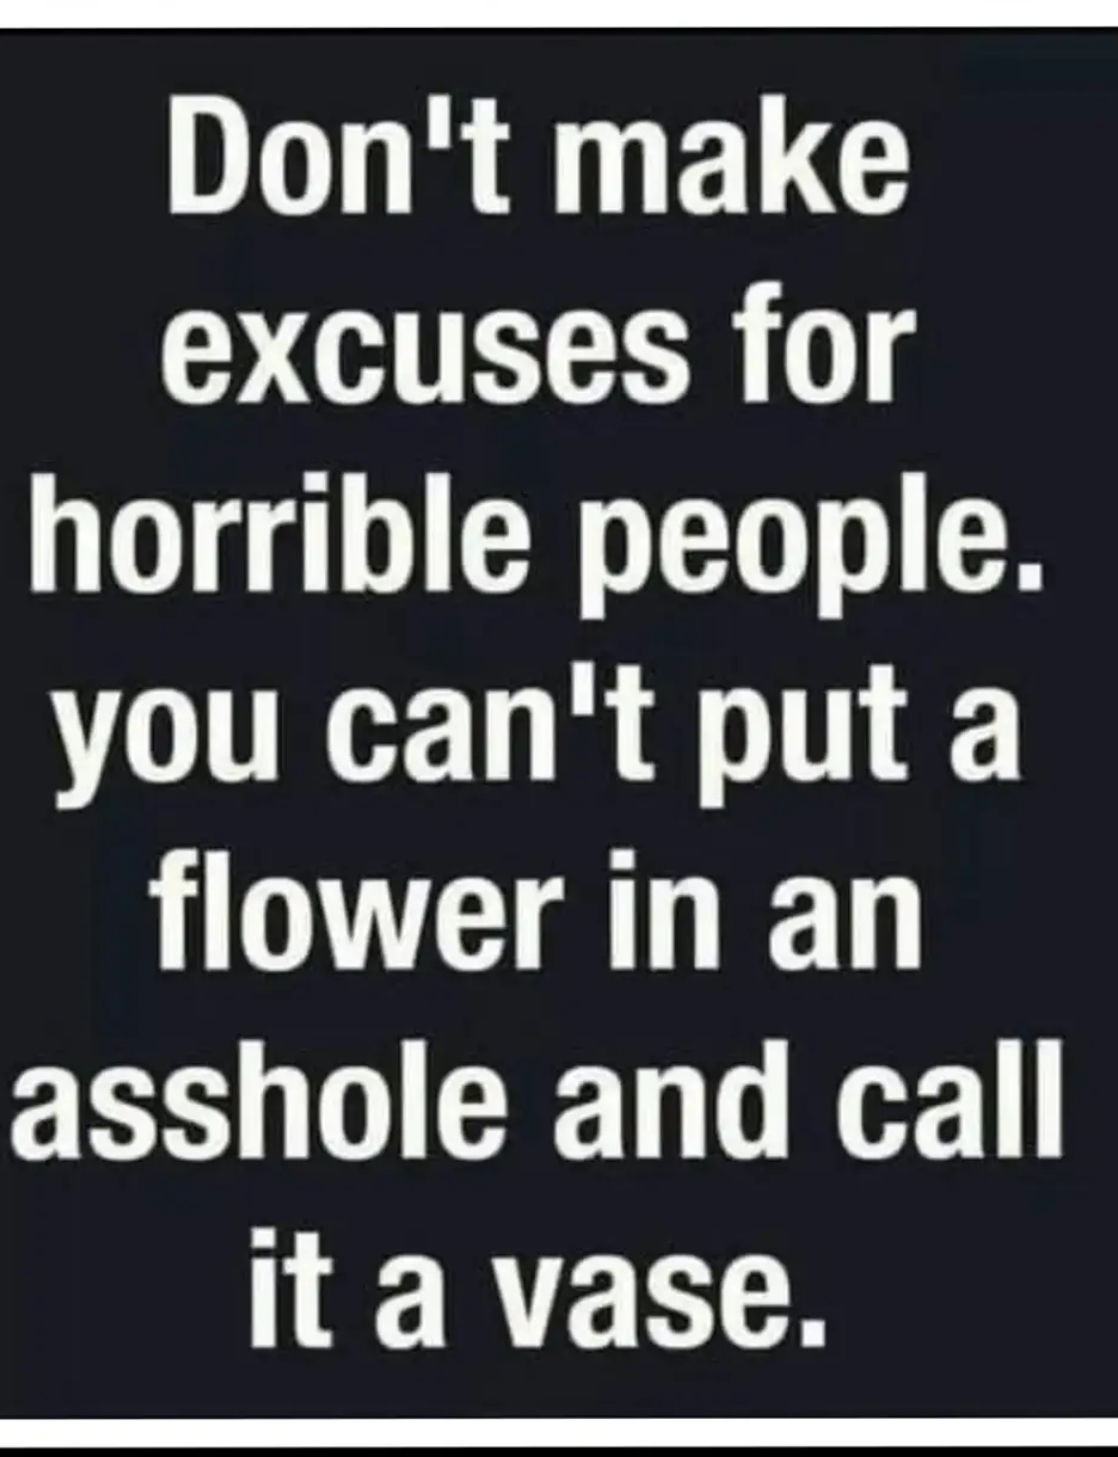 Don't make
excuses for
horrible people.
you can't put a
flower in an
asshole and call
it a vase.